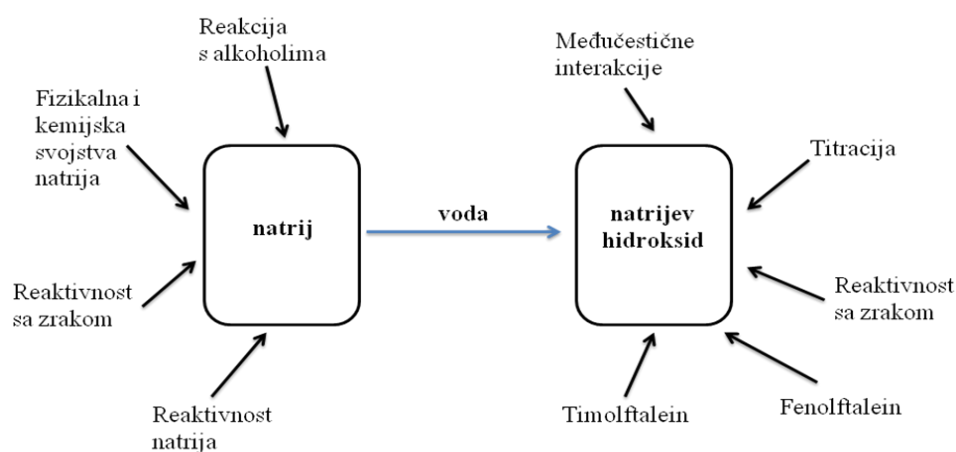 Reakcija
s alkoholima
Međučestične
interakcije
Fizikalna i
kemijska
svojstva
natrija
Titracija
natrij
voda
natrijev
hidroksid
Reaktivnost
sa zrakom
Reaktivnost
sa zrakom
Reaktivnost
natrija
Timolftalein
Fenolftalein